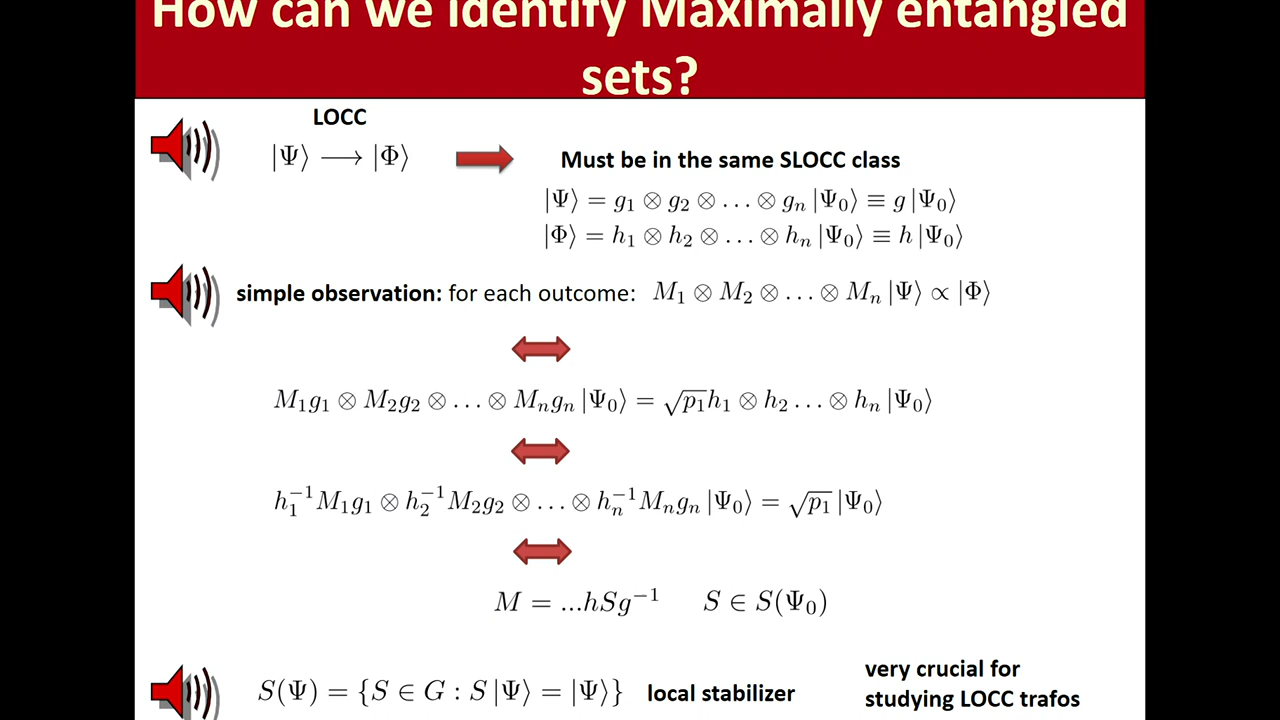 How can we identify Maximally entangled
sets?
LOCC
|Ψ⟩ ⟶ |Φ⟩
Must be in the same SLOCC class
|Ψ⟩ = g₁ ⊗ g₂ ⊗ … ⊗ gₙ |Ψ₀⟩ ≡ g |Ψ₀⟩
|Φ⟩ = h₁ ⊗ h₂ ⊗ … ⊗ hₙ |Ψ₀⟩ ≡ h |Ψ₀⟩
simple observation: for each outcome: M₁ ⊗ M₂ ⊗ … ⊗ Mₙ |Ψ⟩ ∝ |Φ⟩
M₁g₁ ⊗ M₂g₂ ⊗ … ⊗ Mₙgₙ |Ψ₀⟩ = √p₁h₁ ⊗ h₂ … ⊗ hₙ |Ψ₀⟩
h₁⁻¹M₁g₁ ⊗ h₂⁻¹M₂g₂ ⊗ … ⊗ hₙ⁻¹Mₙgₙ |Ψ₀⟩ = √p₁ |Ψ₀⟩
M = ...hSg⁻¹ S ∈ S(Ψ₀)
S(Ψ) = {S ∈ G : S |Ψ⟩ = |Ψ⟩} local stabilizer
very crucial for
studying LOCC trafos